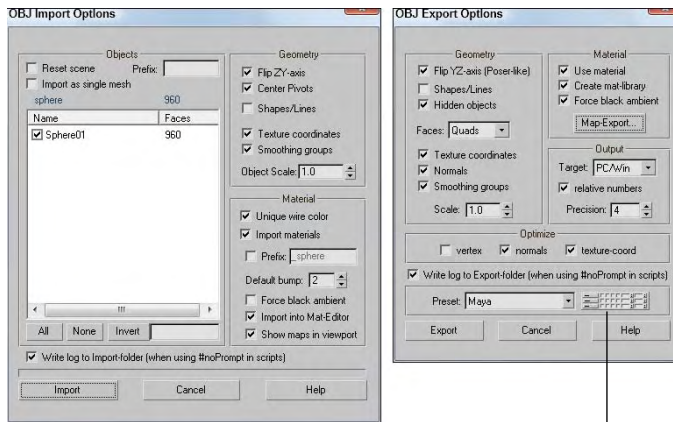 OBJ Import Options
Objects
Reset scene
Prefix:
Import as single mesh
sphere 960
Name Faces
Sphere01 960
All None Invert
Geometry
Flip ZY-axis
Center Pivots
Shapes/Lines
Texture coordinates
Smoothing groups
Object Scale: 1.0
Material
Unique wire color
Import materials
Prefix: _sphere
Default bump: 2
Force black ambient
Import into Mat-Editor
Show maps in viewport
Write log to Import-folder (when using #noPrompt in scripts)
Import Cancel Help
OBJ Export Options
Geometry
Flip YZ-axis (Poser-like)
Shapes/Lines
Hidden objects
Faces: Quads
Texture coordinates
Normals
Smoothing groups
Scale: 1.0
Material
Use material
Create mat-library
Force black ambient
Map-Export...
Output
Target: PC/Win
relative numbers
Precision: 4
Optimize
vertex normals texture-coord
Write log to Export-folder (when using #noPrompt in scripts)
Preset: Maya
Export Cancel Help